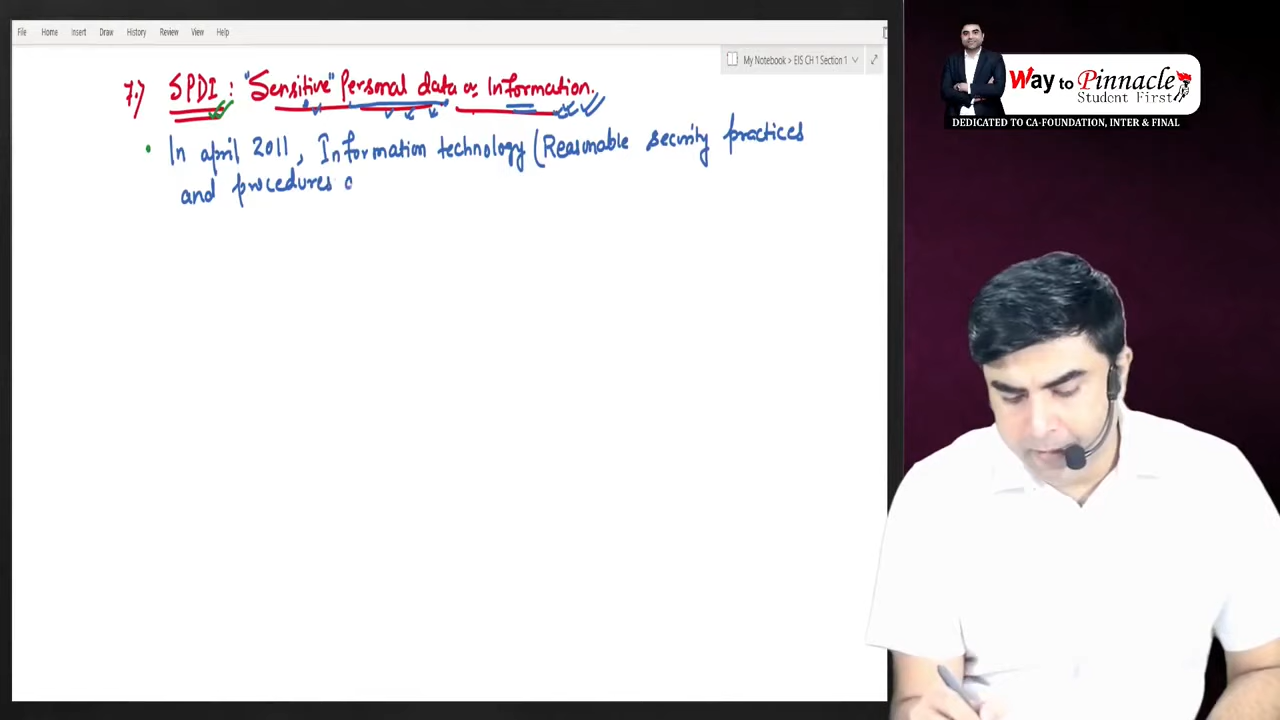 File Home Insert Draw History Review View Help
My Notebook > EIS CH 1 Section 1
Way to Pinnacle
Student First
DEDICATED TO CA-FOUNDATION, INTER & FINAL
7.) SPDI : "Sensitive" Personal data or Information.
• In april 2011, Information technology (Reasonable security practices
and procedures a